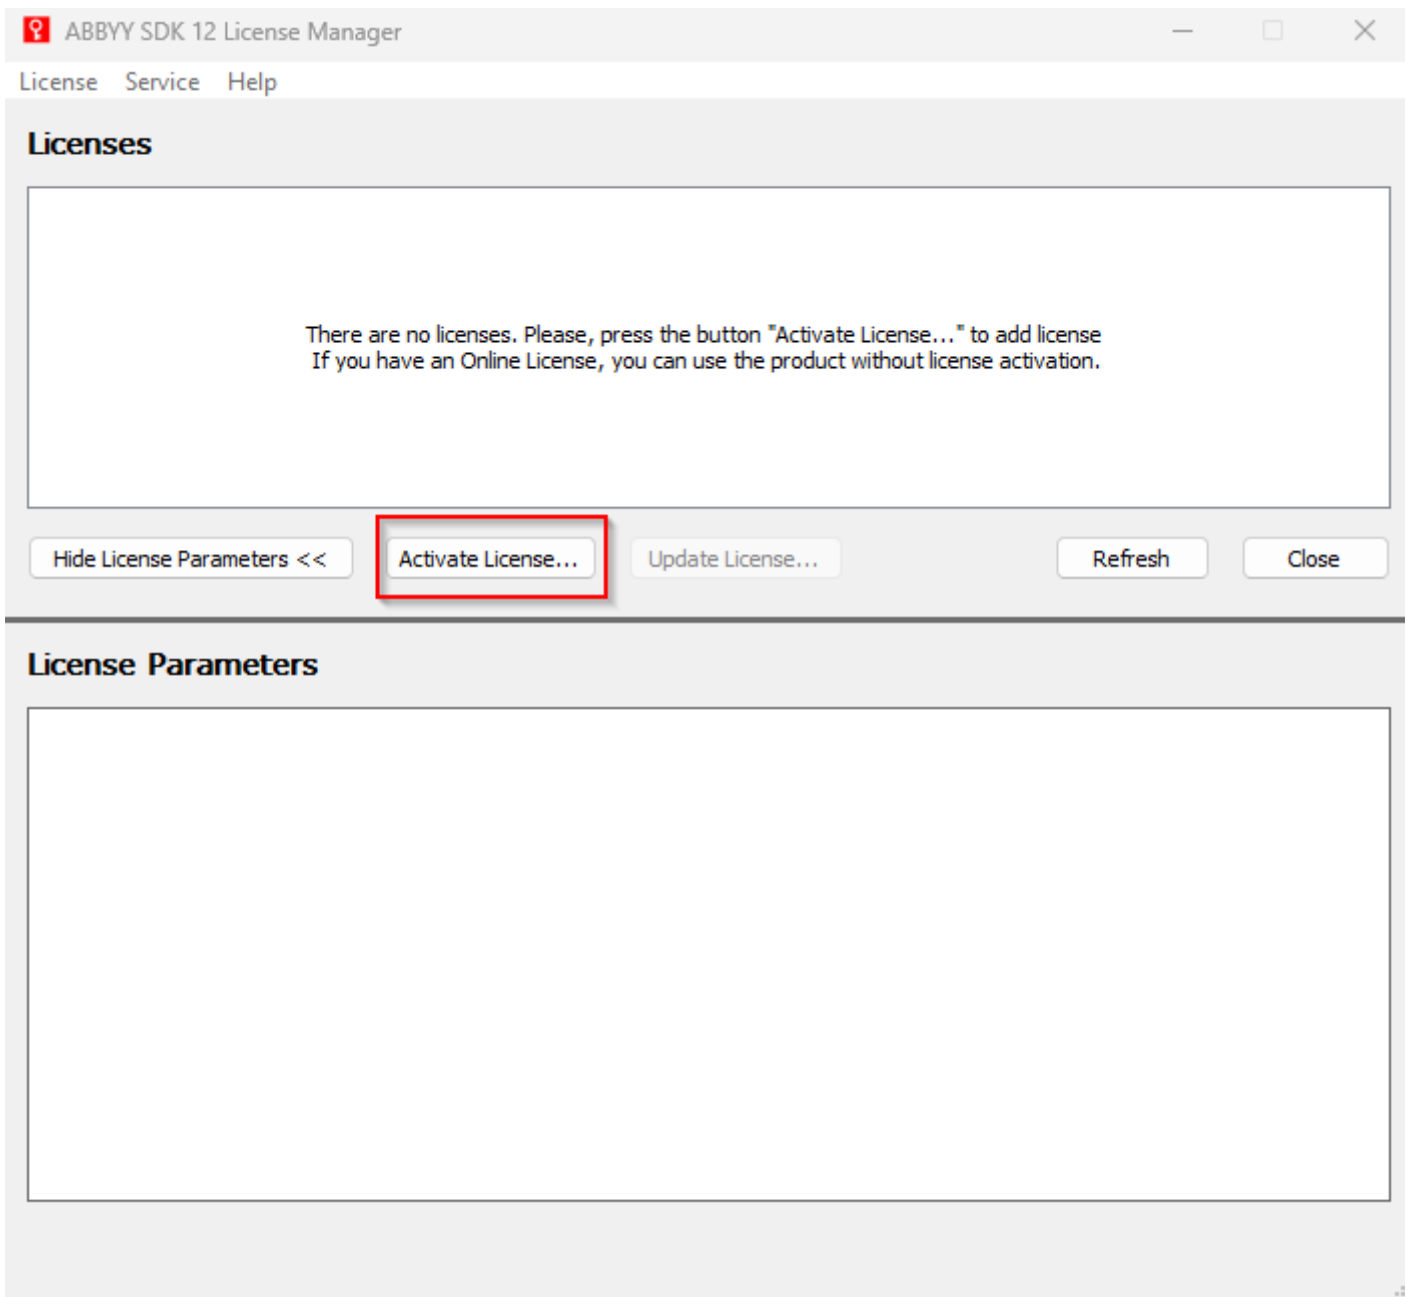 ABBYY SDK 12 License Manager
License Service Help
Licenses
There are no licenses. Please, press the button "Activate License..." to add license
If you have an Online License, you can use the product without license activation.
Hide License Parameters << Activate License... Update License... Refresh Close
License Parameters